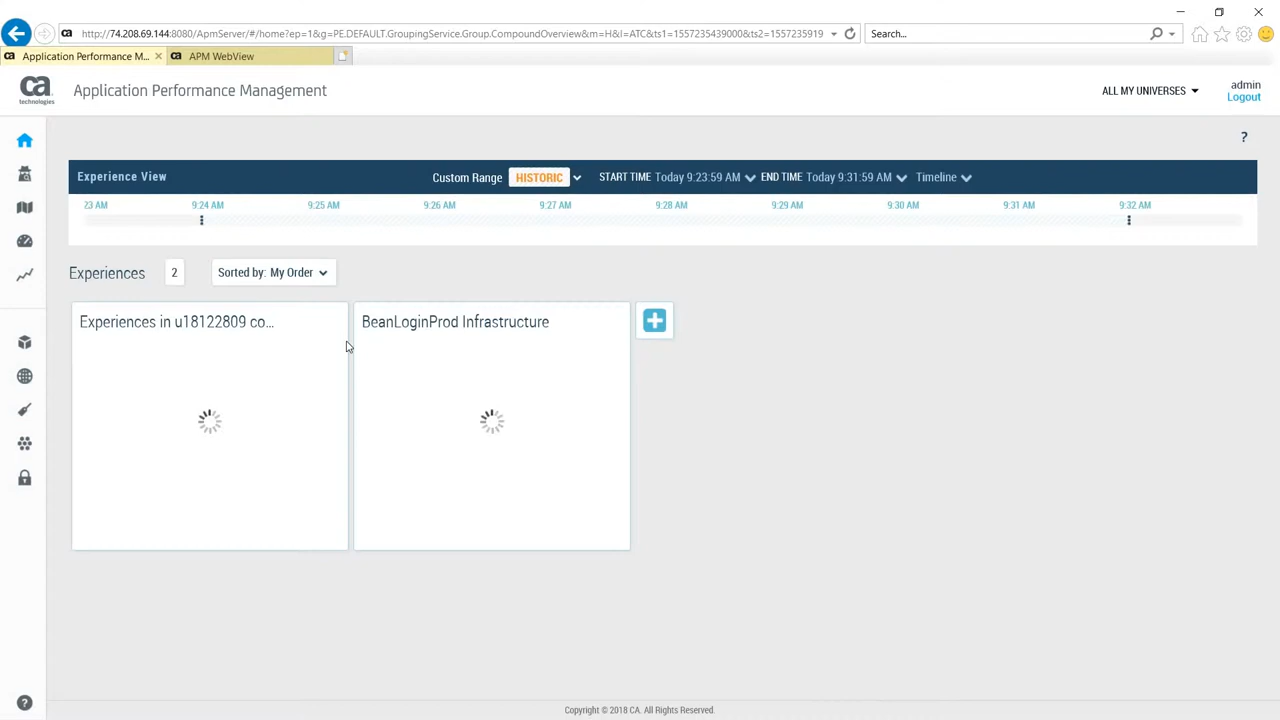 http://74.208.69.144:8080/ApmServer/#/home?ep=1&g=PE.DEFAULT.GroupingService.Group.CompoundOverview&m=H&l=ATC&ts1=1557235439000&ts2=1557235919
Search...
Application Performance M...
APM WebView
ca
technologies
Application Performance Management
ALL MY UNIVERSES
admin
Logout
?
Experience View
Custom Range
HISTORIC
START TIME Today 9:23:59 AM
END TIME Today 9:31:59 AM
Timeline
23 AM
9:24 AM
9:25 AM
9:26 AM
9:27 AM
9:28 AM
9:29 AM
9:30 AM
9:31 AM
9:32 AM
Experiences
2
Sorted by: My Order
Experiences in u18122809 co...
BeanLoginProd Infrastructure
Copyright © 2018 CA. All Rights Reserved.